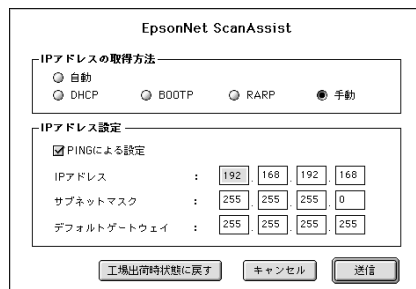 EpsonNet ScanAssist
IPアドレスの取得方法
自動
DHCP BOOTP RARP 手動
IPアドレス設定
PINGによる設定
IPアドレス : 192 . 168 . 192 . 168
サブネットマスク : 255 . 255 . 255 . 0
デフォルトゲートウェイ : 255 . 255 . 255 . 255
工場出荷時状態に戻す キャンセル 送信